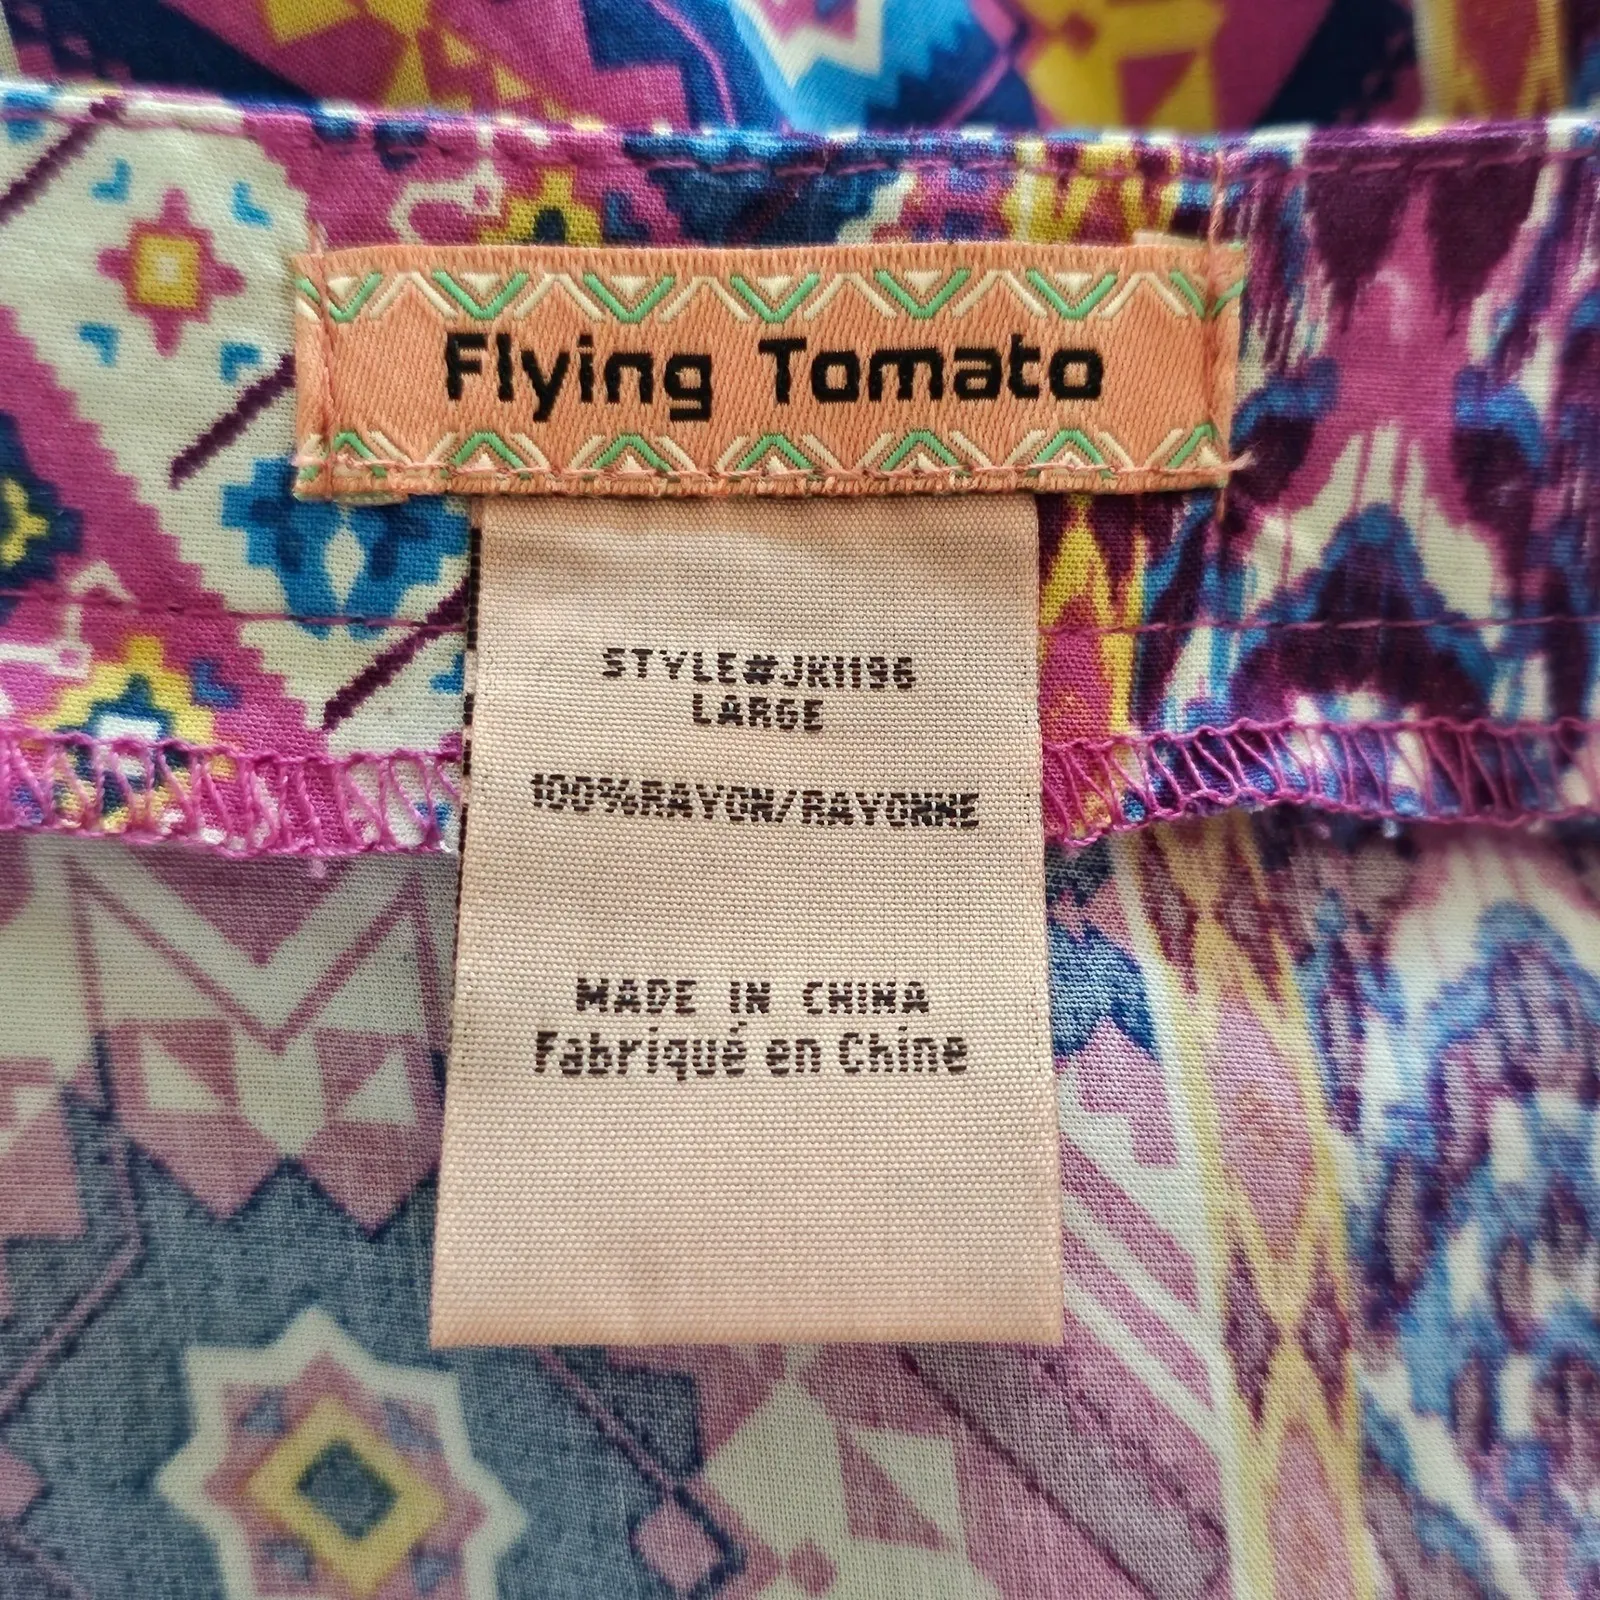 Flying Tomato
STYLE#JK1196
LARGE
100%RAYON/RAYONNE
MADE IN CHINA
Fabriqué en Chine